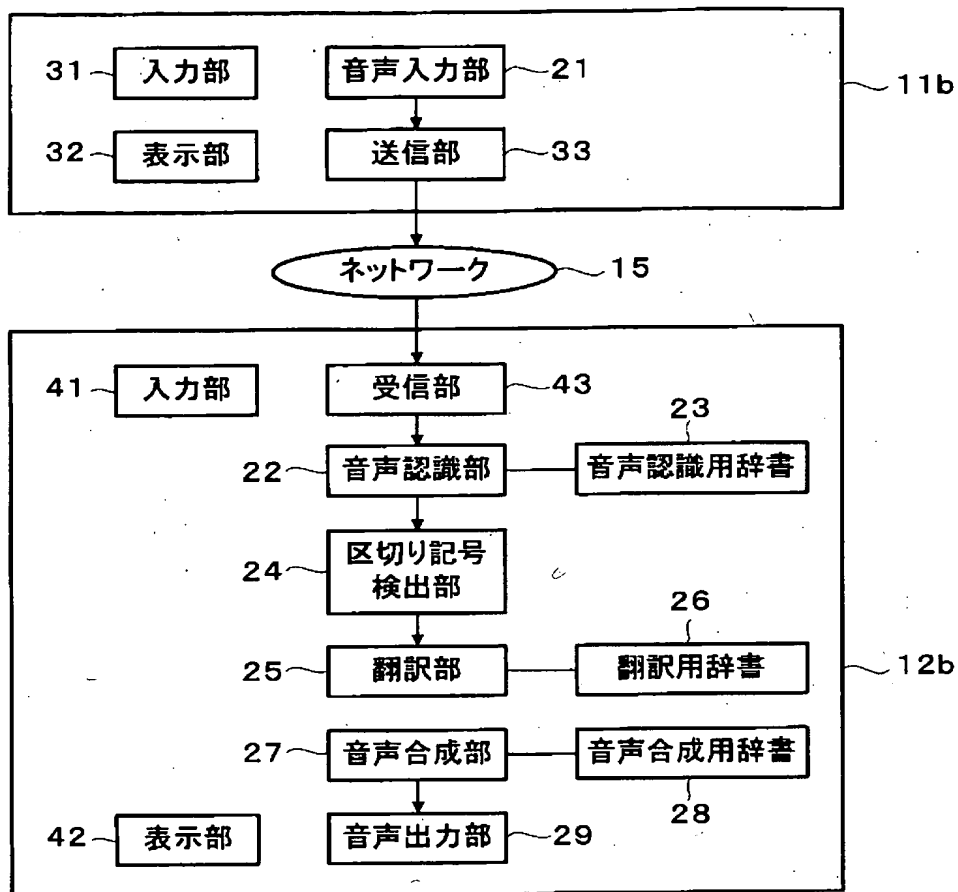 31 入力部 音声入力部 21
11b
32 表示部 送信部 33
ネットワーク 15
41 入力部 受信部 43
23
22 音声認識部 音声認識用辞書
24 区切り記号
検出部
26
25 翻訳部 翻訳用辞書
12b
27 音声合成部 音声合成用辞書
28
42 表示部 音声出力部 29